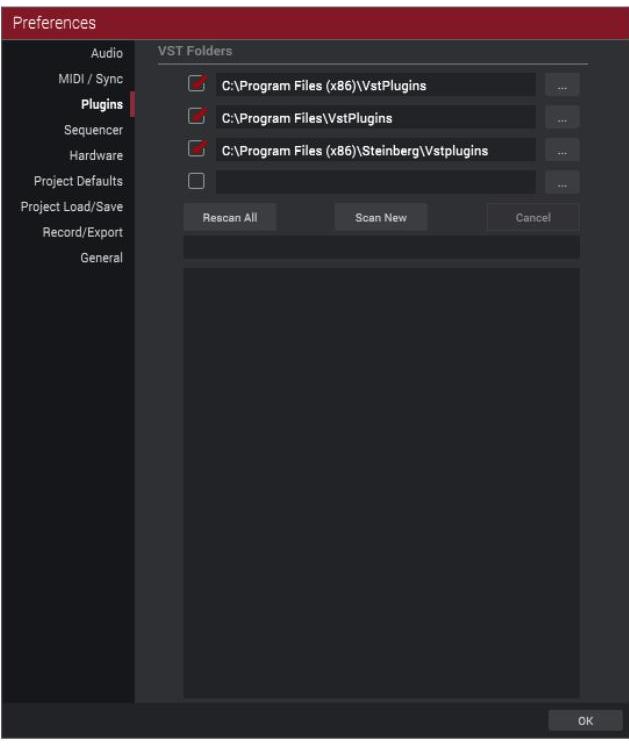 Preferences
Audio
MIDI / Sync
Plugins
Sequencer
Hardware
Project Defaults
Project Load/Save
Record/Export
General
VST Folders
C:\Program Files (x86)\VstPlugins ...
C:\Program Files\VstPlugins ...
C:\Program Files (x86)\Steinberg\Vstplugins ...
...
Rescan All Scan New Cancel
OK